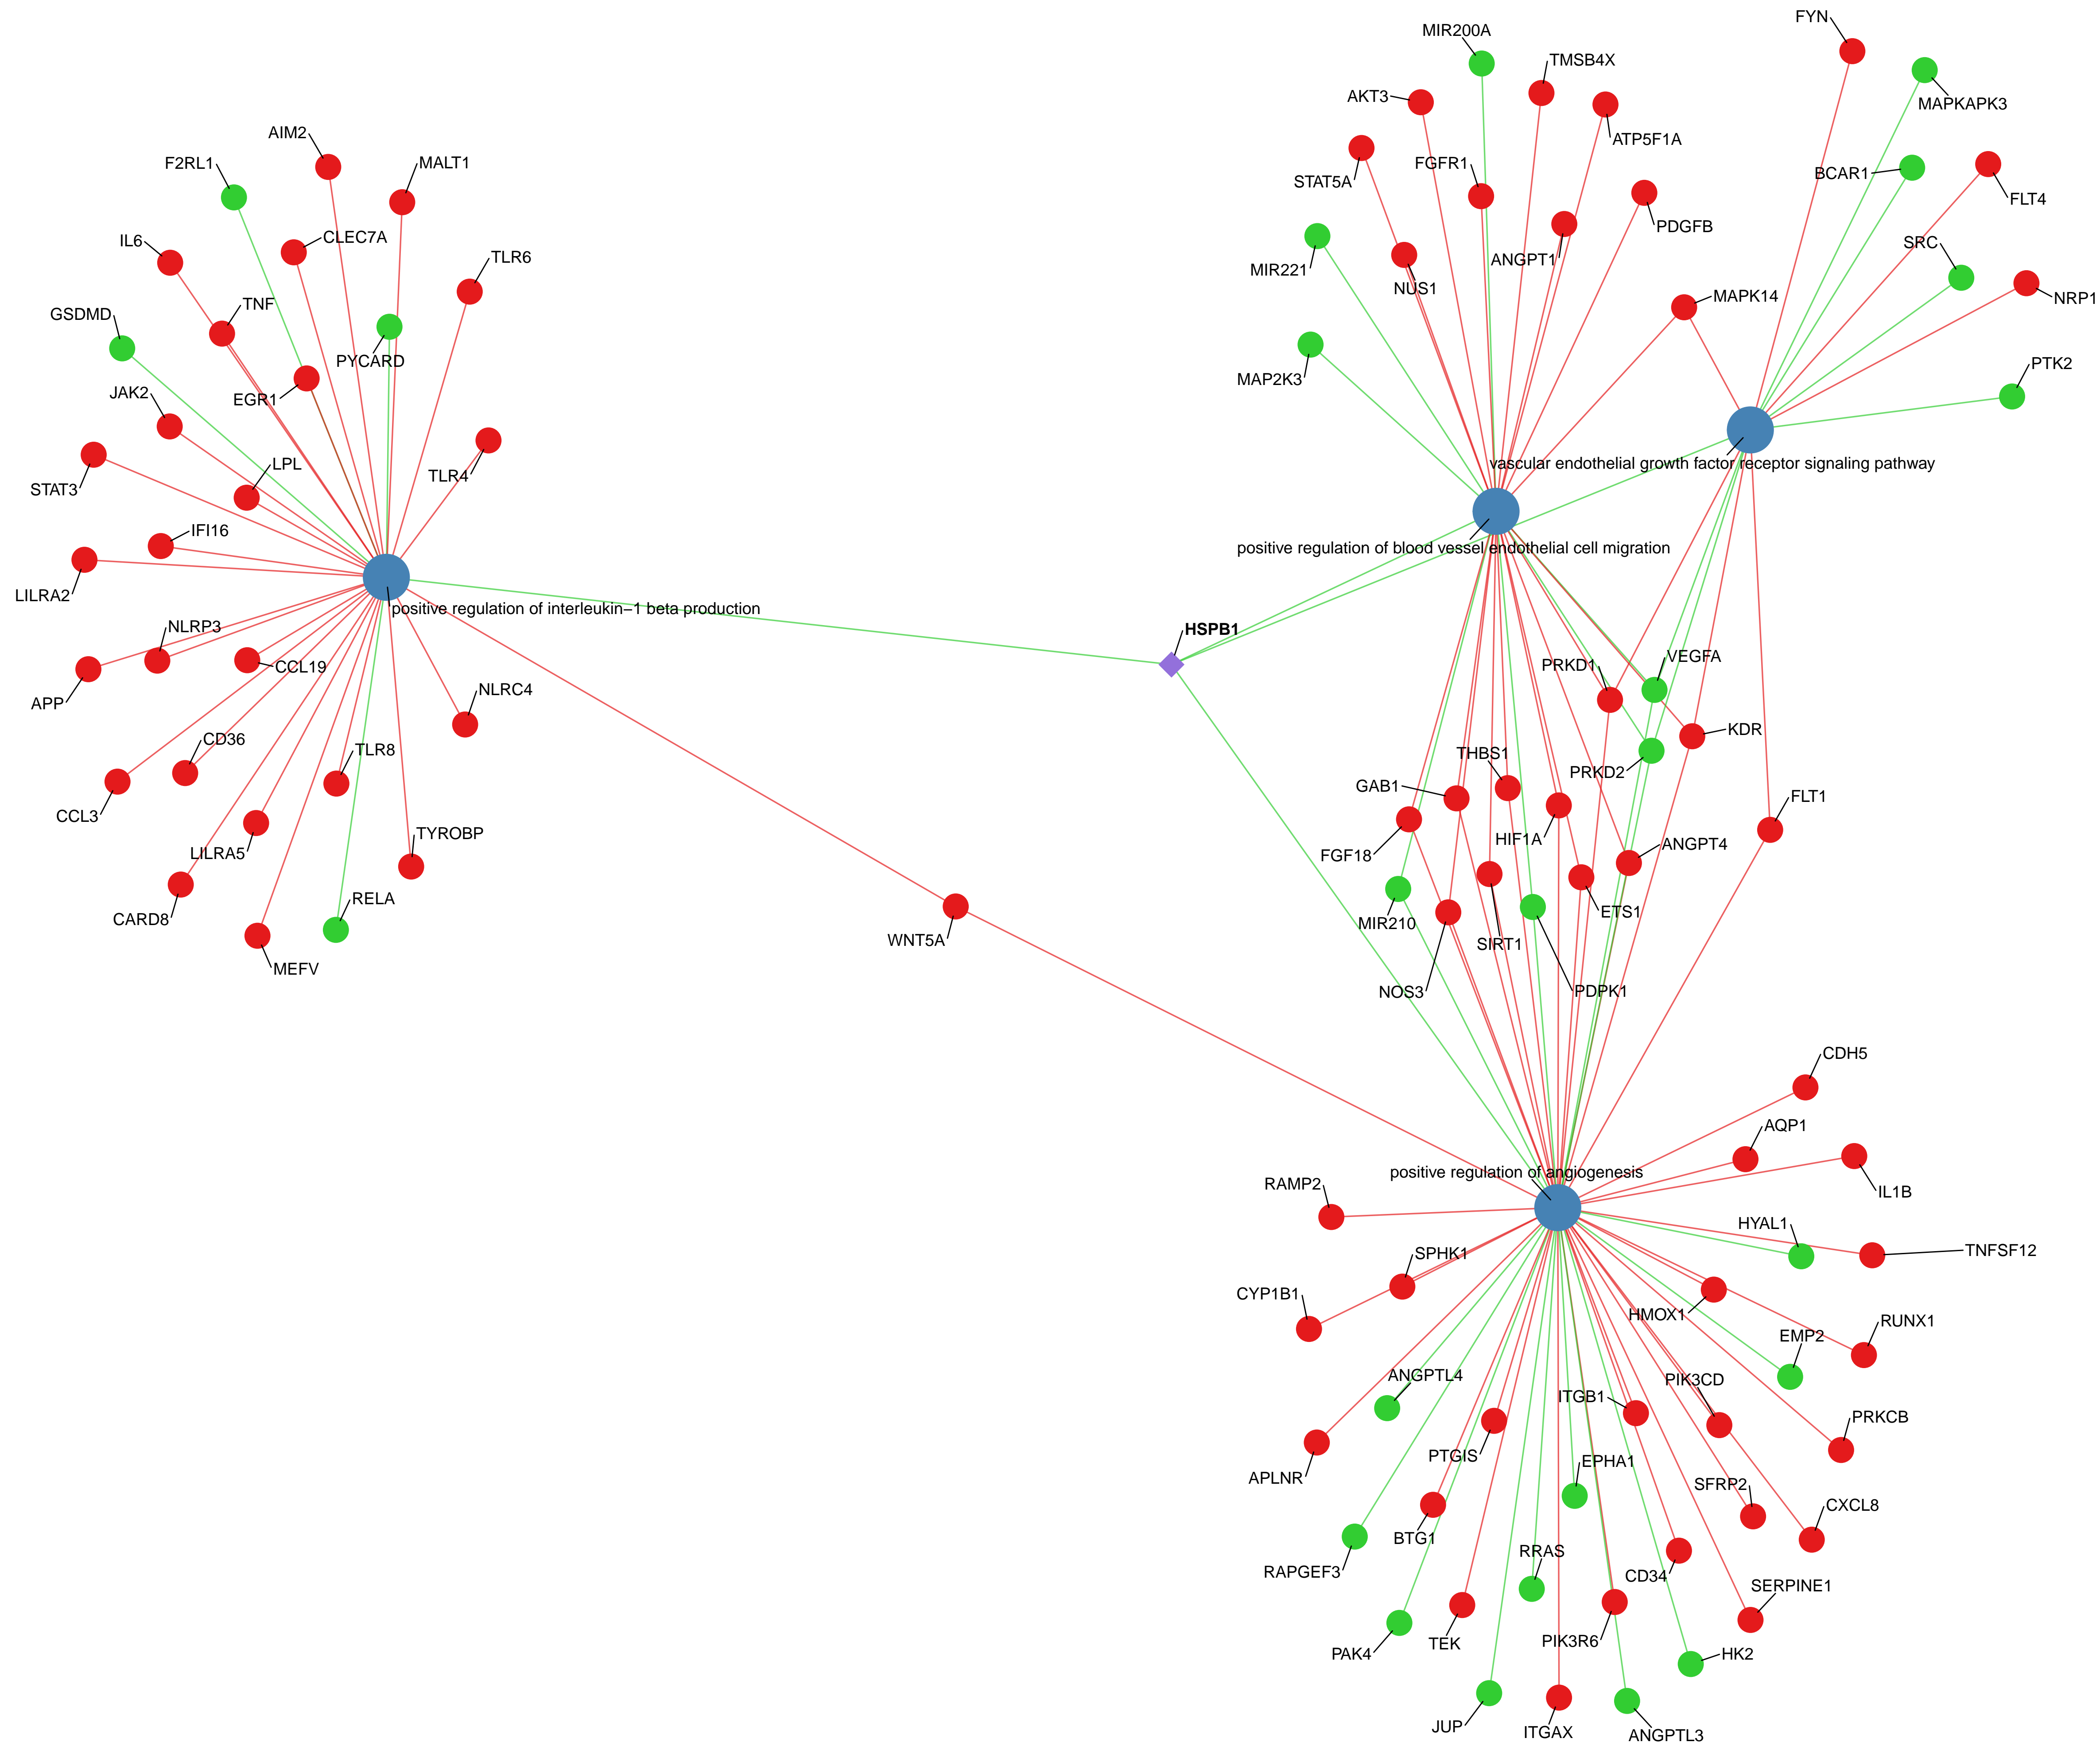 FYN
MIR200A
TMSB4X
AKT3
MAPKAPK3
AIM2
F2RL1
MALT1
STAT5A
FGFR1
ATP5F1A
BCAR1
FLT4
IL6
CLEC7A
TLR6
MIR221
NUS1
ANGPT1
PDGFB
SRC
NRP1
GSDMD
TNF
PYCARD
MAPK14
MAP2K3
PTK2
JAK2
EGR1
STAT3
LPL
TLR4
vascular endothelial growth factor receptor signaling pathway
IFI16
positive regulation of blood vessel endothelial cell migration
LILRA2
positive regulation of interleukin−1 beta production
NLRP3
HSPB1
APP
CCL19
NLRC4
PRKD1
VEGFA
KDR
CD36
TLR8
THBS1
PRKD2
GAB1
FLT1
CCL3
LILRA5
TYROBP
FGF18
HIF1A
ANGPT4
CARD8
RELA
MIR210
ETS1
WNT5A
SIRT1
MEFV
NOS3
PDPK1
CDH5
AQP1
positive regulation of angiogenesis
RAMP2
IL1B
HYAL1
SPHK1
TNFSF12
CYP1B1
HMOX1
EMP2
RUNX1
ANGPTL4
PIK3CD
ITGB1
PRKCB
APLNR
PTGIS
EPHA1
SFRP2
CXCL8
BTG1
RAPGEF3
RRAS
CD34
SERPINE1
PAK4
TEK
PIK3R6
HK2
JUP
ITGAX
ANGPTL3